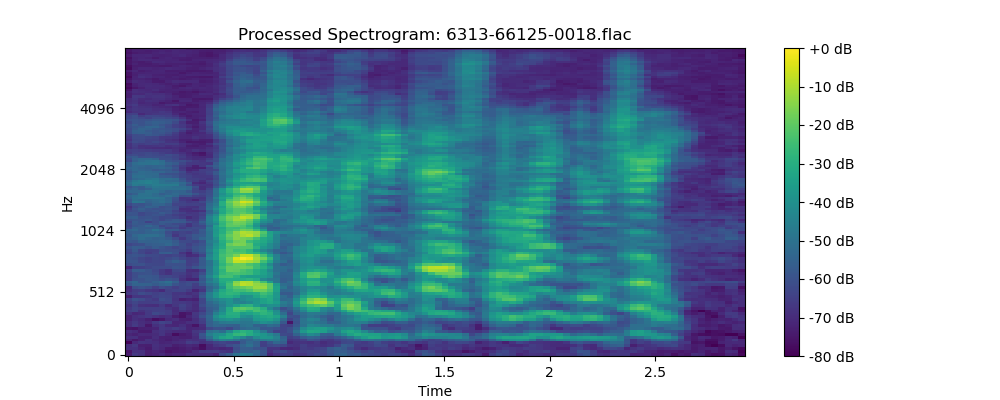 Processed Spectrogram: 6313-66125-0018.flac
Hz
4096
2048
1024
512
0
0 0.5 1 1.5 2 2.5
Time
+0 dB
-10 dB
-20 dB
-30 dB
-40 dB
-50 dB
-60 dB
-70 dB
-80 dB